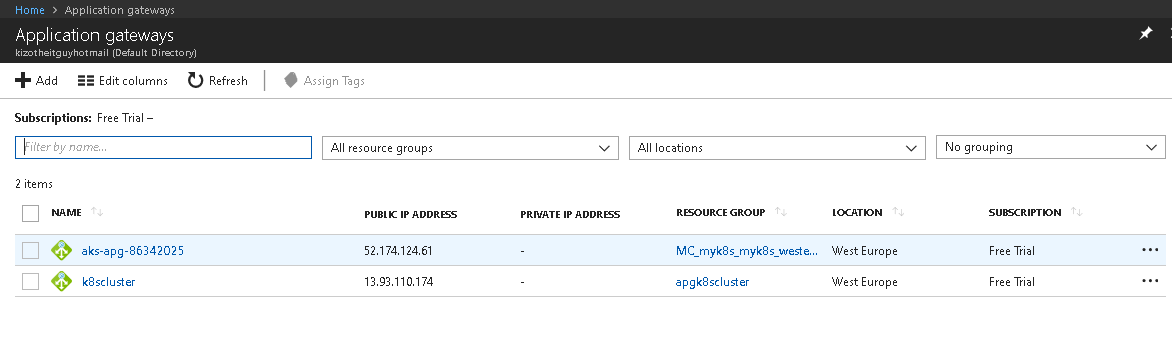 Home > Application gateways
Application gateways
kizotheitguyhotmail (Default Directory)
Add Edit columns Refresh Assign Tags
Subscriptions: Free Trial –
Filter by name... All resource groups All locations No grouping
2 items
NAME PUBLIC IP ADDRESS PRIVATE IP ADDRESS RESOURCE GROUP LOCATION SUBSCRIPTION
aks-apg-86342025 52.174.124.61 - MC_myk8s_myk8s_weste... West Europe Free Trial ...
k8scluster 13.93.110.174 - apgk8scluster West Europe Free Trial ...